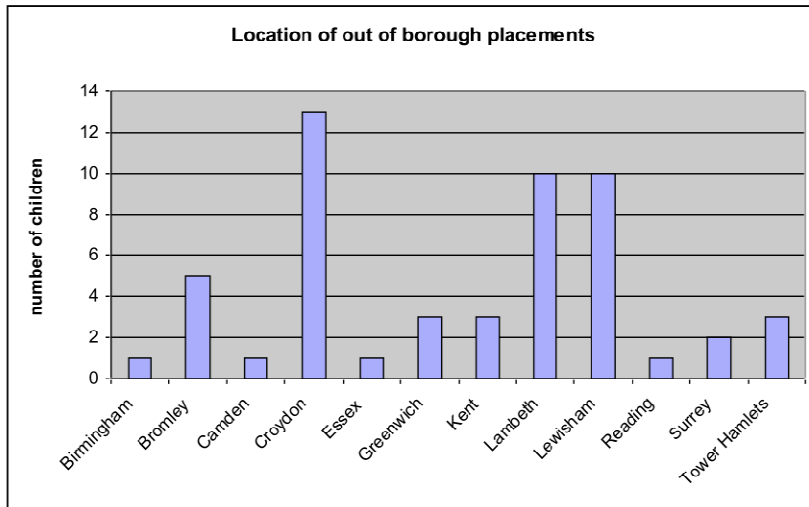 Location of out of borough placements
number of children
14
12
10
8
6
4
2
0
Birmingham
Bromley
Camden
Croydon
Essex
Greenwich
Kent
Lambeth
Lewisham
Reading
Surrey
Tower Hamlets